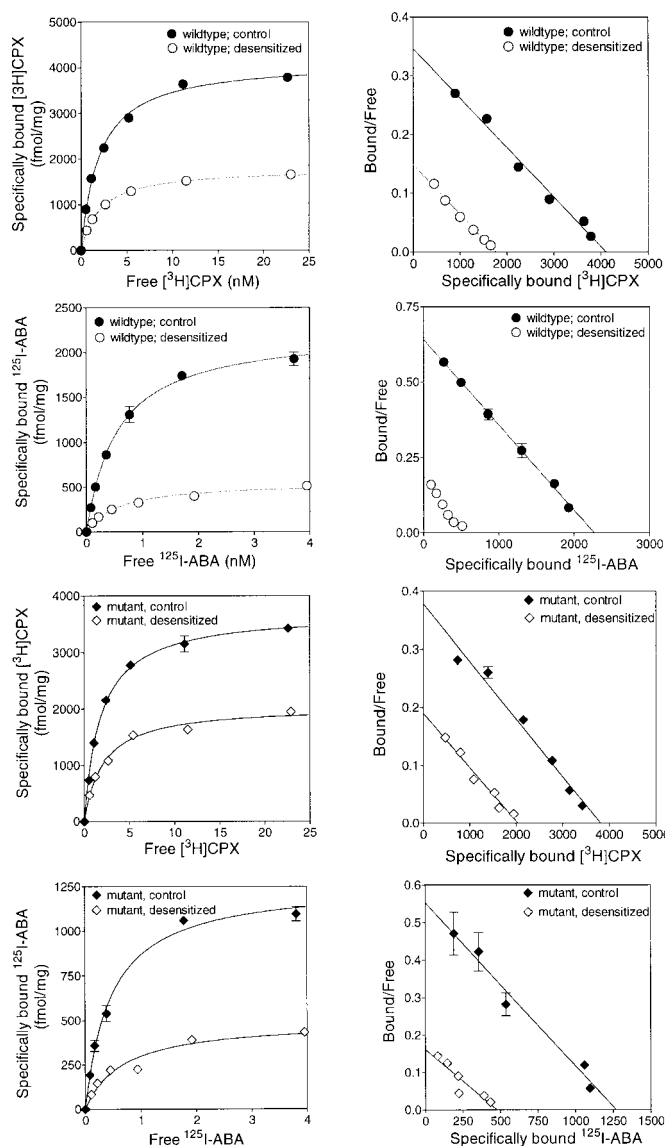 5000
4000
3000
2000
1000
0
Specifically bound [3H]CPX
(fmol/mg)
wildtype; control
wildtype; desensitized
0 5 10 15 20 25
Free [³H]CPX (nM)
0.4
0.3
0.2
0.1
0.0
Bound/Free
wildtype; control
wildtype; desensitized
0 1000 2000 3000 4000 5000
Specifically bound [³H]CPX
2500
2000
1500
1000
500
0
Specifically bound ¹²⁵I-ABA
(fmol/mg)
wildtype; control
wildtype; desensitized
0 1 2 3 4
Free ¹²⁵I-ABA (nM)
0.75
0.50
0.25
0.00
Bound/Free
wildtype; control
wildtype; desensitized
0 1000 2000 3000
Specifically bound ¹²⁵I-ABA
4000
3000
2000
1000
0
Specifically bound [³H]CPX
(fmol/mg)
mutant, control
mutant, desensitized
0 5 10 15 20 25
Free [³H]CPX
0.4
0.3
0.2
0.1
0.0
Bound/Free
mutant, control
mutant, desensitized
0 1000 2000 3000 4000 5000
Specifically bound [³H]CPX
1250
1000
750
500
250
0
Specifically bound ¹²⁵I-ABA
(fmol/mg)
mutant, control
mutant, desensitized
0 1 2 3 4
Free ¹²⁵I-ABA
0.6
0.5
0.4
0.3
0.2
0.1
0.0
Bound/Free
mutant, control
mutant, desensitized
0 250 500 750 1000 1250 1500
Specifically bound ¹²⁵I-ABA